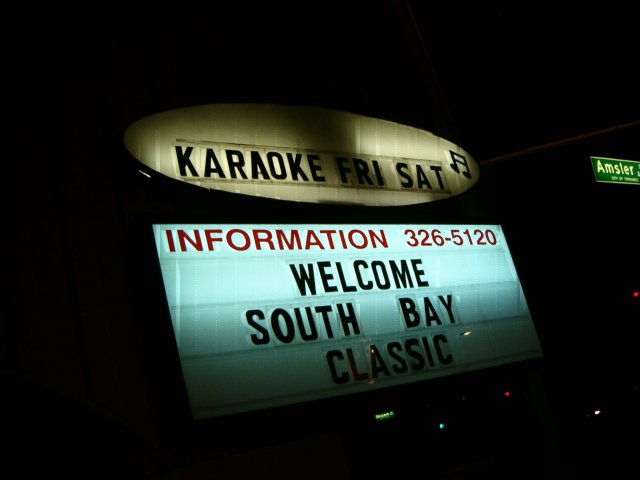 KARAOKE FRI SAT
Amsler
INFORMATION 326-5120
WELCOME
SOUTH BAY
CLASSIC